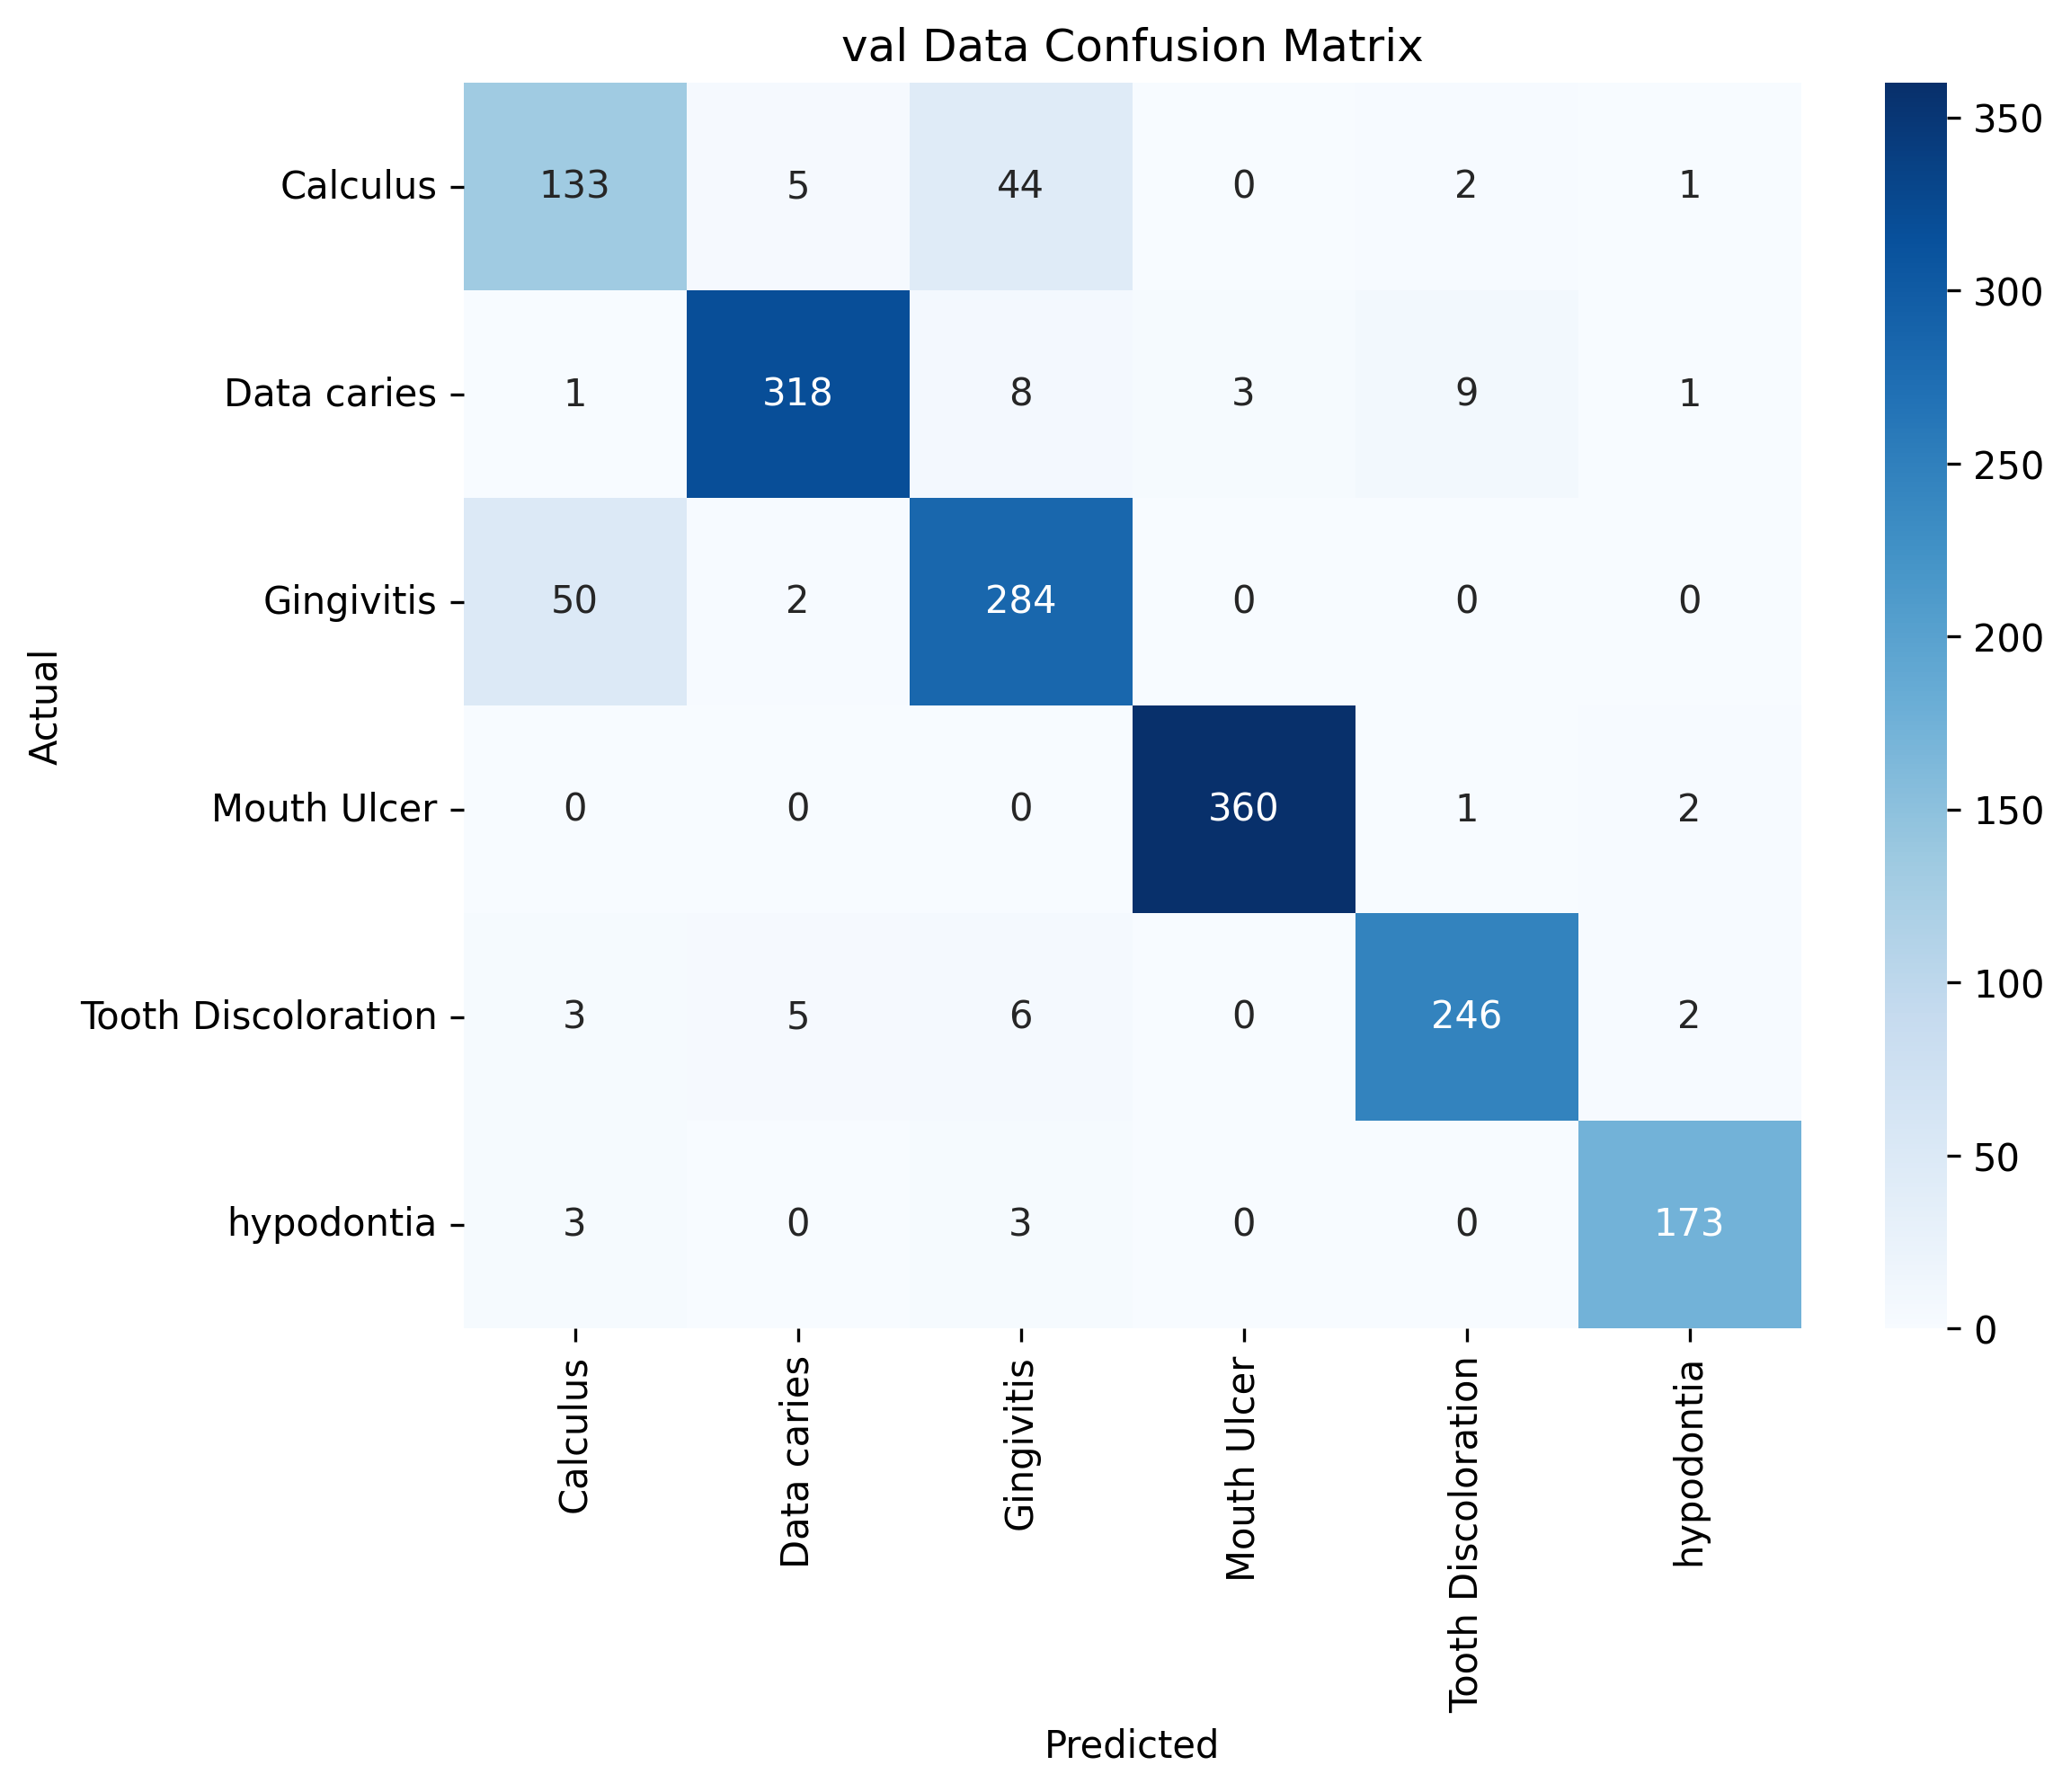 val Data Confusion Matrix
Calculus 133 5 44 0 2 1
Data caries 1 318 8 3 9 1
Gingivitis 50 2 284 0 0 0
Mouth Ulcer 0 0 0 360 1 2
Tooth Discoloration 3 5 6 0 246 2
hypodontia 3 0 3 0 0 173
Actual
Calculus
Data caries
Gingivitis
Mouth Ulcer
Tooth Discoloration
hypodontia
Predicted
350
300
250
200
150
100
50
0